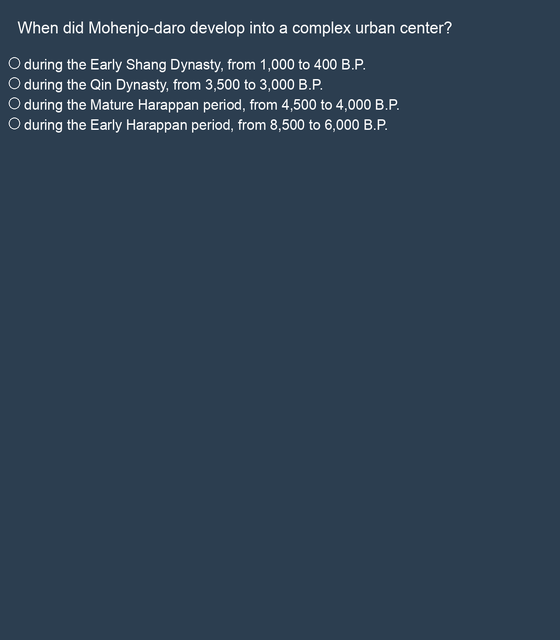 When did Mohenjo-daro develop into a complex urban center?
during the Early Shang Dynasty, from 1,000 to 400 B.P.
during the Qin Dynasty, from 3,500 to 3,000 B.P.
during the Mature Harappan period, from 4,500 to 4,000 B.P.
during the Early Harappan period, from 8,500 to 6,000 B.P.